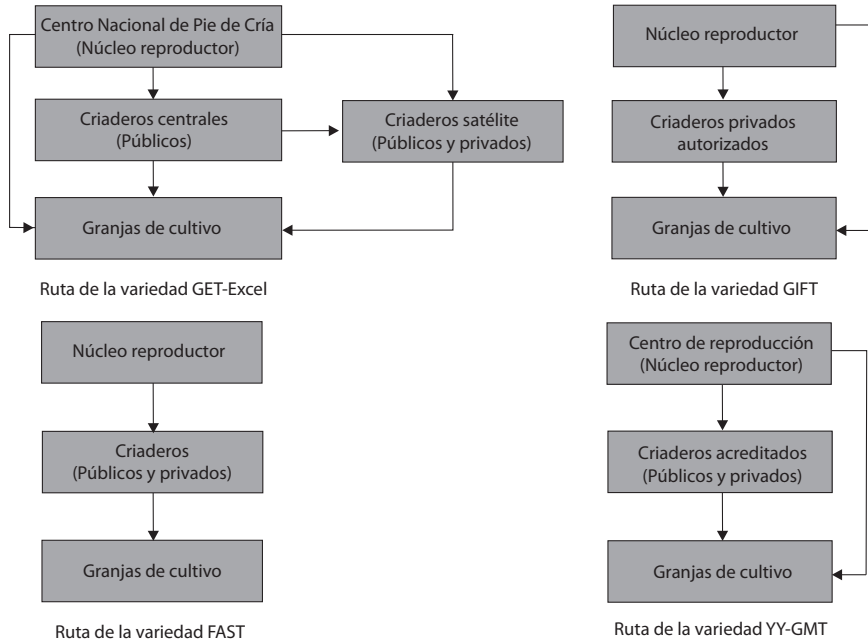 Centro Nacional de Pie de Cría
(Núcleo reproductor)
Criaderos centrales
(Públicos)
Criaderos satélite
(Públicos y privados)
Granjas de cultivo
Ruta de la variedad GET-Excel
Núcleo reproductor
Criaderos privados
autorizados
Granjas de cultivo
Ruta de la variedad GIFT
Núcleo reproductor
Criaderos
(Públicos y privados)
Granjas de cultivo
Ruta de la variedad FAST
Centro de reproducción
(Núcleo reproductor)
Criaderos acreditados
(Públicos y privados)
Granjas de cultivo
Ruta de la variedad YY-GMT